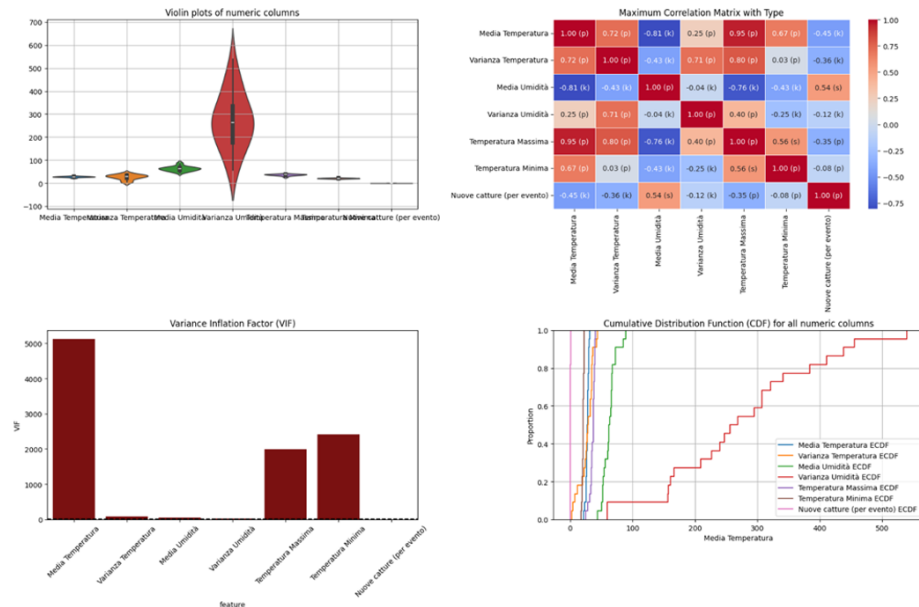 Violin plots of numeric columns
700
600
500
400
300
200
100
0
−100
Media Temperatura
Varianza Temperatura
Media Umidità
Varianza Umidità
Temperatura Massima
Temperatura Minima
Nuove catture (per evento)
Maximum Correlation Matrix with Type
Media Temperatura 1.00 (p) 0.72 (p) -0.81 (k) 0.25 (p) 0.95 (p) 0.67 (p) -0.45 (k)
Varianza Temperatura 0.72 (p) 1.00 (p) -0.43 (k) 0.71 (p) 0.80 (p) 0.03 (p) -0.36 (k)
Media Umidità -0.81 (k) -0.43 (k) 1.00 (p) -0.04 (k) -0.76 (k) -0.43 (k) 0.54 (s)
Varianza Umidità 0.25 (p) 0.71 (p) -0.04 (k) 1.00 (p) 0.40 (p) -0.25 (k) -0.12 (k)
Temperatura Massima 0.95 (p) 0.80 (p) -0.76 (k) 0.40 (p) 1.00 (p) 0.56 (s) -0.35 (p)
Temperatura Minima 0.67 (p) 0.03 (p) -0.43 (k) -0.25 (k) 0.56 (s) 1.00 (p) -0.08 (p)
Nuove catture (per evento) -0.45 (k) -0.36 (k) 0.54 (s) -0.12 (k) -0.35 (p) -0.08 (p) 1.00 (p)
Media Temperatura
Varianza Temperatura
Media Umidità
Varianza Umidità
Temperatura Massima
Temperatura Minima
Nuove catture (per evento)
1.00
0.75
0.50
0.25
0.00
−0.25
−0.50
−0.75
Variance Inflation Factor (VIF)
VIF
5000
4000
3000
2000
1000
0
Media Temperatura
Varianza Temperatura
Media Umidità
Varianza Umidità
Temperatura Massima
Temperatura Minima
Nuove catture (per evento)
feature
Cumulative Distribution Function (CDF) for all numeric columns
Proportion
1.0
0.8
0.6
0.4
0.2
0.0
Media Temperatura ECDF
Varianza Temperatura ECDF
Media Umidità ECDF
Varianza Umidità ECDF
Temperatura Massima ECDF
Temperatura Minima ECDF
Nuove catture (per evento) ECDF
0 100 200 300 400 500
Media Temperatura